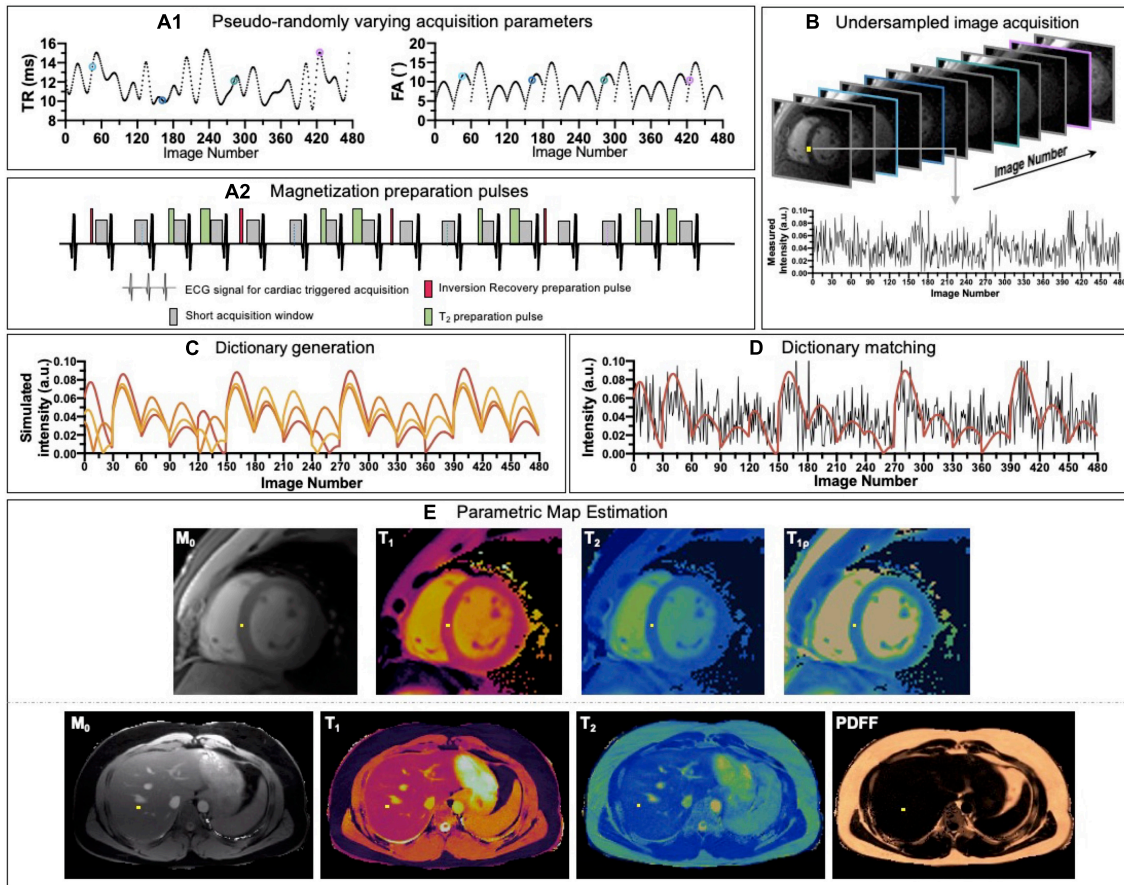 A1 Pseudo-randomly varying acquisition parameters
TR (ms)
16
14
12
10
8
0 60 120 180 240 300 360 420 480
Image Number
FA (°)
20
15
10
5
0
0 60 120 180 240 300 360 420 480
Image Number
A2 Magnetization preparation pulses
ECG signal for cardiac triggered acquisition
Inversion Recovery preparation pulse
Short acquisition window
T₂ preparation pulse
B Undersampled image acquisition
Image Number
Measured
Intensity (a.u.)
0.10
0.08
0.06
0.04
0.02
0.00
0 30 60 90 120 150 180 210 240 270 300 330 360 390 420 450 480
Image Number
C Dictionary generation
Simulated
intensity (a.u.)
0.10
0.08
0.06
0.04
0.02
0.00
0 30 60 90 120 150 180 210 240 270 300 330 360 390 420 450 480
Image Number
D Dictionary matching
Intensity (a.u.)
0.10
0.08
0.06
0.04
0.02
0.00
0 30 60 90 120 150 180 210 240 270 300 330 360 390 420 450 480
Image Number
E Parametric Map Estimation
M₀ T₁ T₂ T₁ρ
M₀ T₁ T₂ PDFF